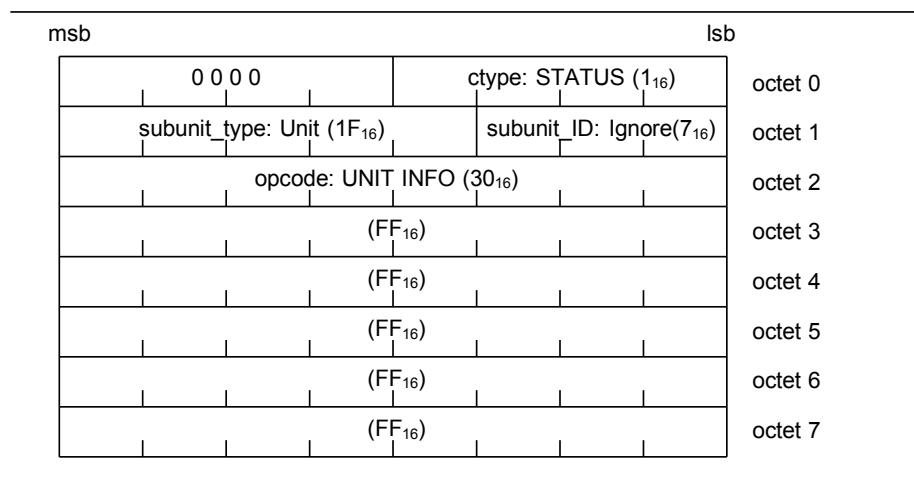 msb lsb
0 0 0 0 ctype: STATUS (1₁₆) octet 0
subunit_type: Unit (1F₁₆) subunit_ID: Ignore(7₁₆) octet 1
opcode: UNIT INFO (30₁₆) octet 2
(FF₁₆) octet 3
(FF₁₆) octet 4
(FF₁₆) octet 5
(FF₁₆) octet 6
(FF₁₆) octet 7